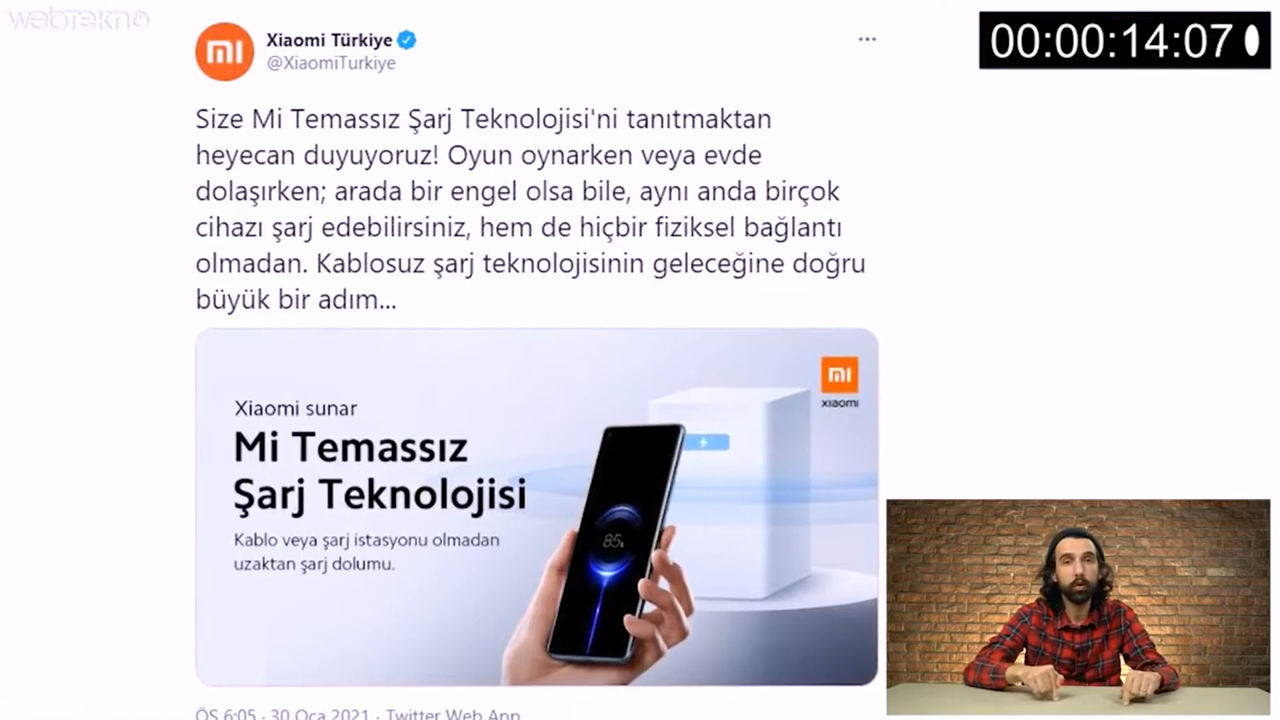 webtekno
Xiaomi Türkiye
@XiaomiTurkiye
00:00:14:07
Size Mi Temassız Şarj Teknolojisi'ni tanıtmaktan
heyecan duyuyoruz! Oyun oynarken veya evde
dolaşırken; arada bir engel olsa bile, aynı anda birçok
cihazı şarj edebilirsiniz, hem de hiçbir fiziksel bağlantı
olmadan. Kablosuz şarj teknolojisinin geleceğine doğru
büyük bir adım...
mi
xiaomi
Xiaomi sunar
Mi Temassız
Şarj Teknolojisi
Kablo veya şarj istasyonu olmadan
uzaktan şarj dolumu.
85%
ÖS 6:05 · 30 Oca 2021 · Twitter Web App